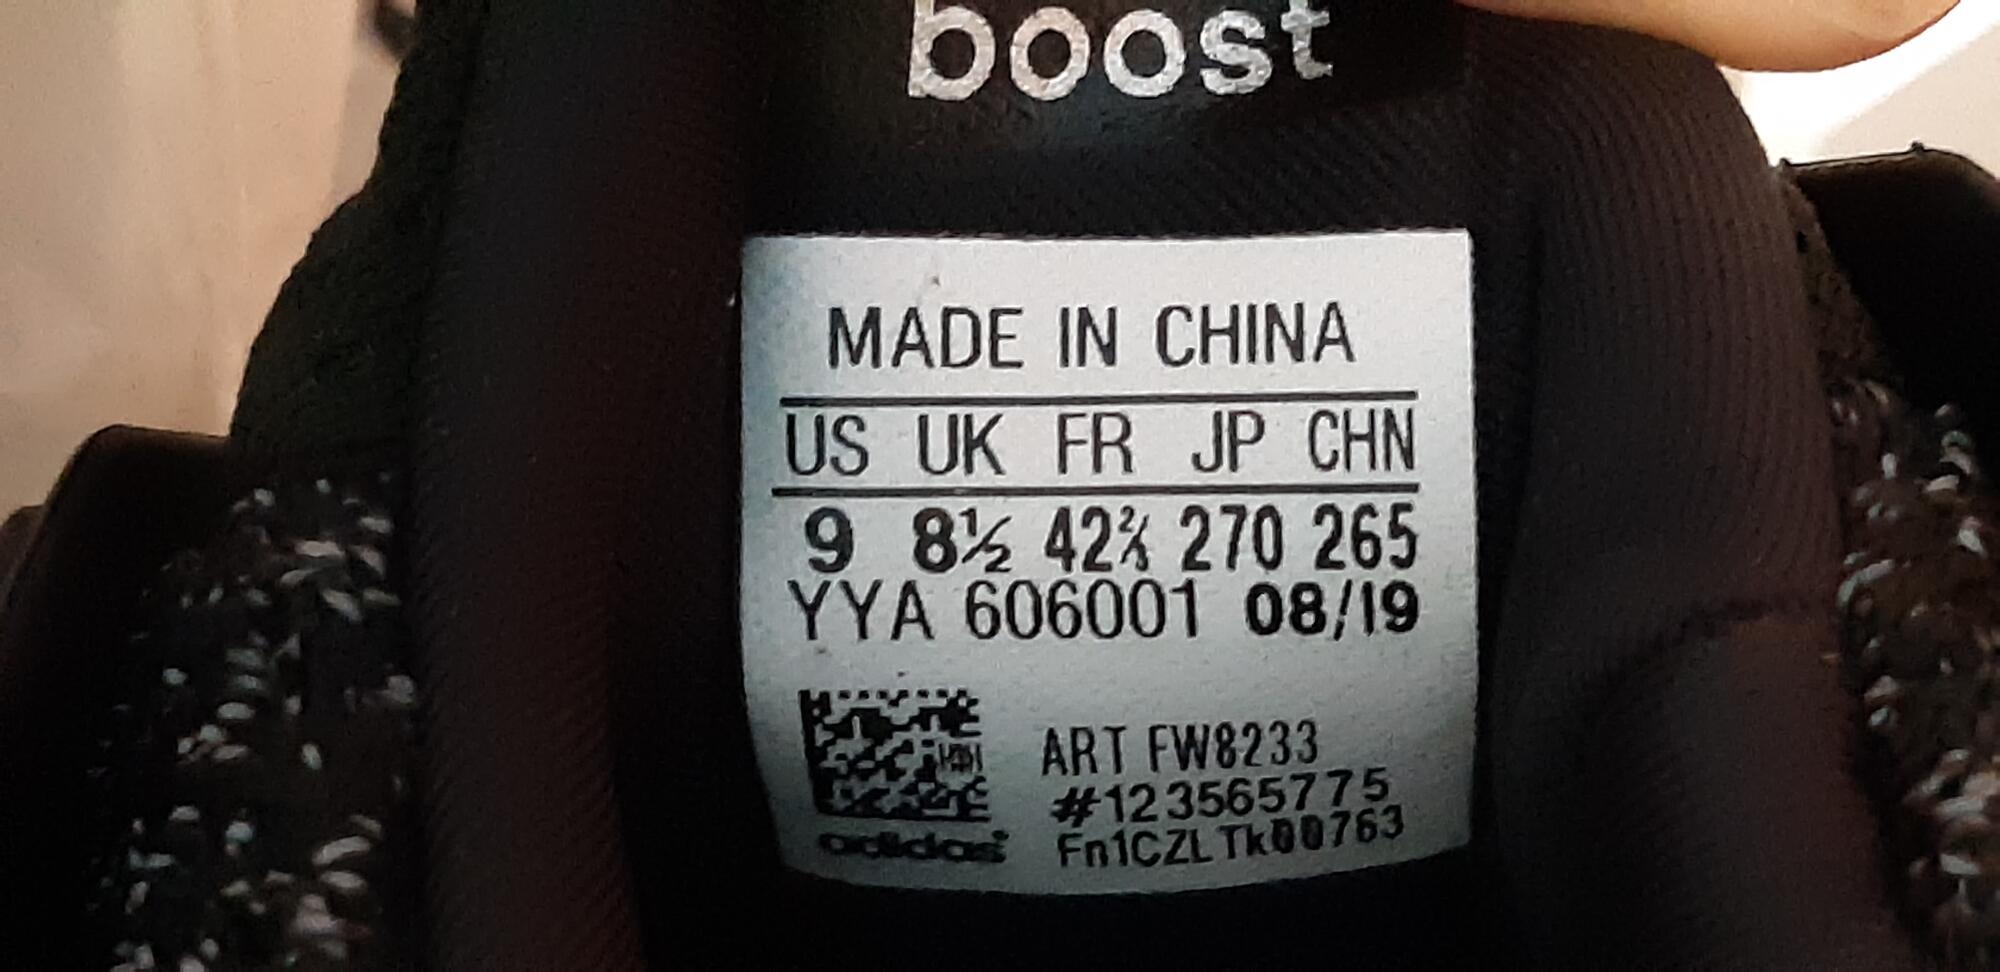 boost
MADE IN CHINA
US UK FR JP CHN
9 8½ 42⅔ 270 265
YYA 606001 08/19
ART FW8233
#123565775
Fn1CZLTk00763
adidas